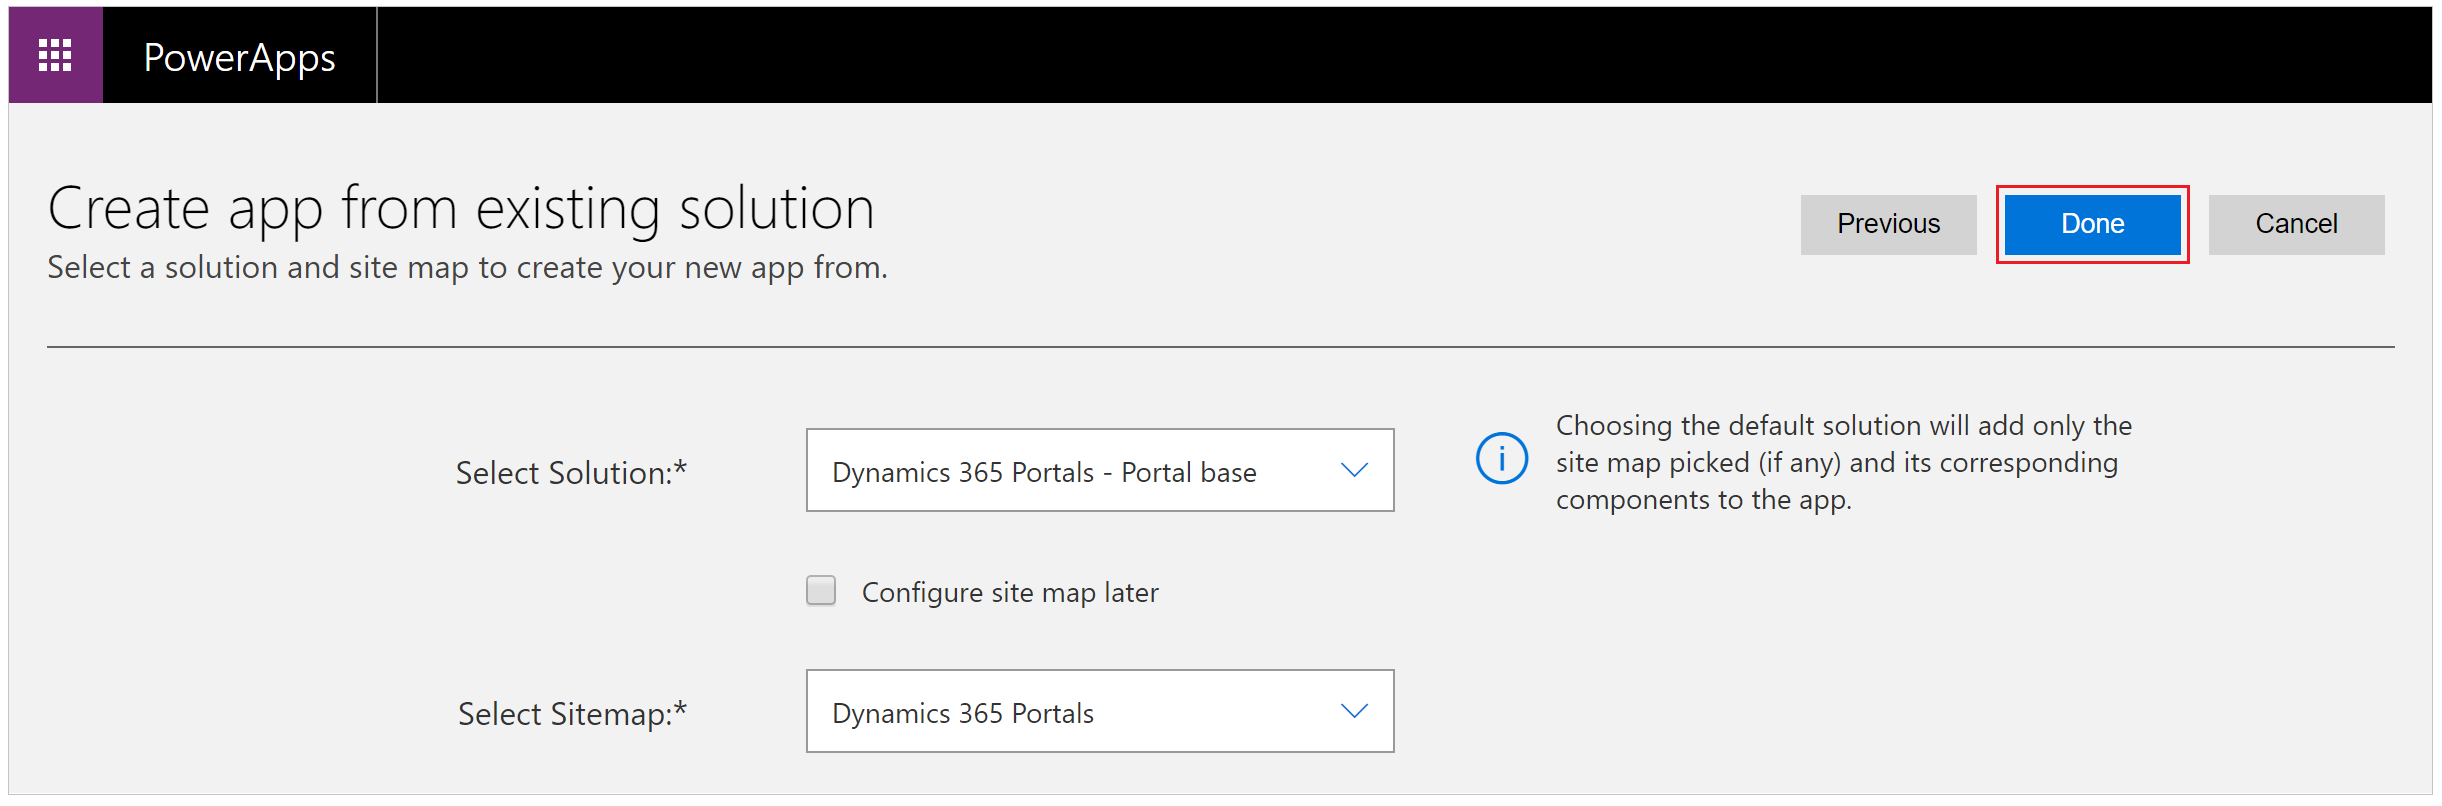 PowerApps
Create app from existing solution
Select a solution and site map to create your new app from.
Previous
Done
Cancel
Select Solution:*
Dynamics 365 Portals - Portal base
Choosing the default solution will add only the
site map picked (if any) and its corresponding
components to the app.
Configure site map later
Select Sitemap:*
Dynamics 365 Portals